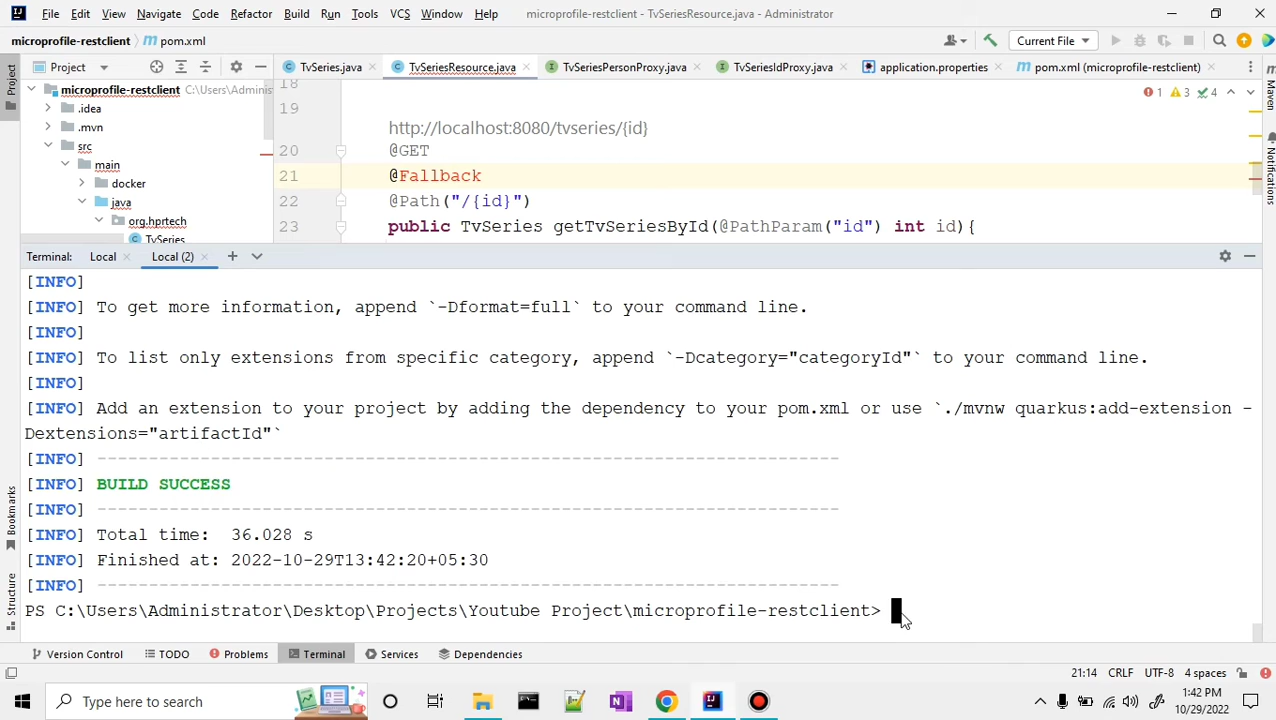 File Edit View Navigate Code Refactor Build Run Tools VCS Window Help microprofile-restclient - TvSeriesResource.java - Administrator
microprofile-restclient pom.xml Current File
Project TvSeries.java TvSeriesResource.java TvSeriesPersonProxy.java TvSeriesIdProxy.java application.properties pom.xml (microprofile-restclient)
Project
Maven
Notifications
Bookmarks
Structure
microprofile-restclient C:\Users\Adminis
.idea
.mvn
src
main
docker
java
org.hprtech
TvSeries
1 3 4
18
19
http://localhost:8080/tvseries/{id}
20 @GET
21 @Fallback
22 @Path("/{id}")
23 public TvSeries getTvSeriesById(@PathParam("id") int id){
Terminal: Local Local (2)
[INFO]
[INFO] To get more information, append `-Dformat=full` to your command line.
[INFO]
[INFO] To list only extensions from specific category, append `-Dcategory="categoryId"` to your command line.
[INFO]
[INFO] Add an extension to your project by adding the dependency to your pom.xml or use `./mvnw quarkus:add-extension -
Dextensions="artifactId"`
[INFO] ------------------------------------------------------------------------
[INFO] BUILD SUCCESS
[INFO] ------------------------------------------------------------------------
[INFO] Total time:  36.028 s
[INFO] Finished at: 2022-10-29T13:42:20+05:30
[INFO] ------------------------------------------------------------------------
PS C:\Users\Administrator\Desktop\Projects\Youtube Project\microprofile-restclient>
Version Control TODO Problems Terminal Services Dependencies
21:14 CRLF UTF-8 4 spaces
Type here to search
1:42 PM
10/29/2022